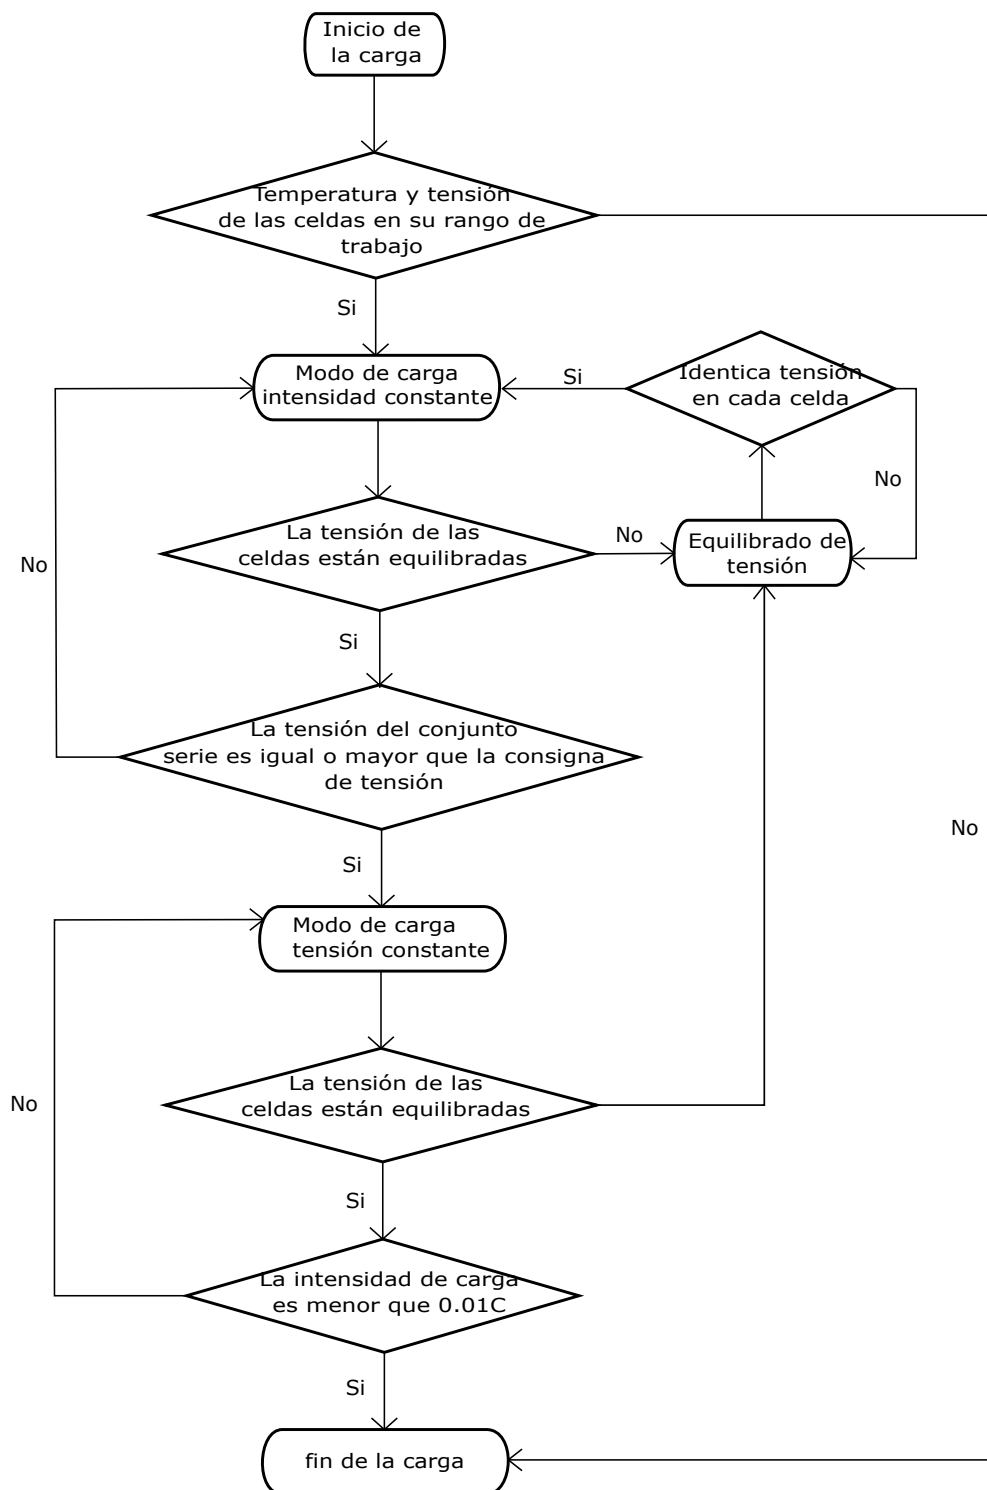 Inicio de
la carga
Temperatura y tensión
de las celdas en su rango de
trabajo
Si
Modo de carga
intensidad constante
Si
Identica tensión
en cada celda
No
La tensión de las
celdas están equilibradas
No
Equilibrado de
tensión
No
Si
La tensión del conjunto
serie es igual o mayor que la consigna
de tensión
No
Si
Modo de carga
tensión constante
La tensión de las
celdas están equilibradas
No
Si
La intensidad de carga
es menor que 0.01C
Si
fin de la carga